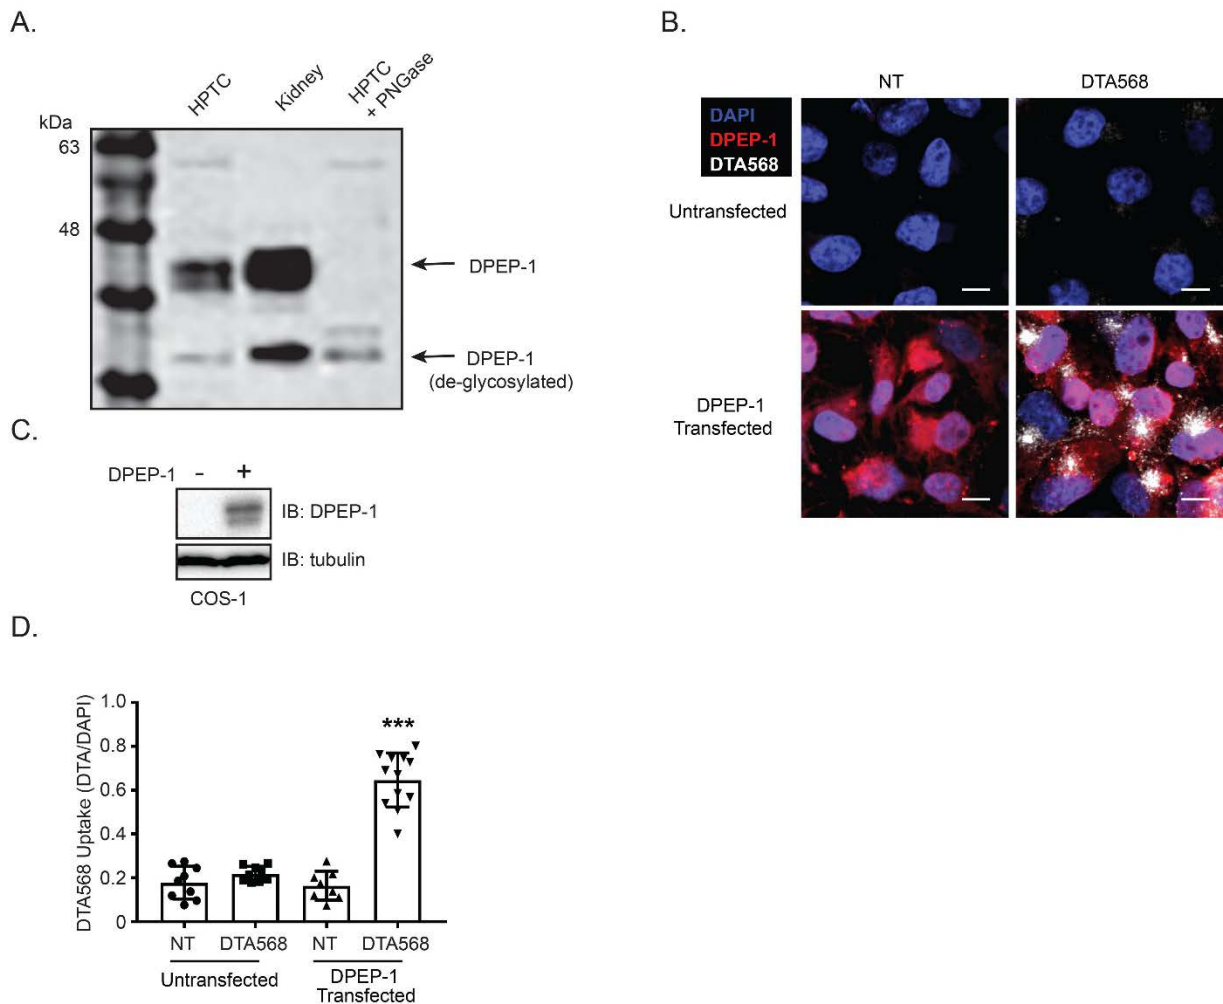 A.
HPTC
Kidney
HPTC
+ PNGase
kDa
63
48
DPEP-1
DPEP-1
(de-glycosylated)
B.
NT
DTA568
DAPI
DPEP-1
DTA568
Untransfected
DPEP-1
Transfected
C.
DPEP-1 - +
IB: DPEP-1
IB: tubulin
COS-1
D.
DTA568 Uptake (DTA/DAPI)
1.0
0.8
0.6
0.4
0.2
0
***
NT DTA568 NT DTA568
Untransfected
DPEP-1
Transfected